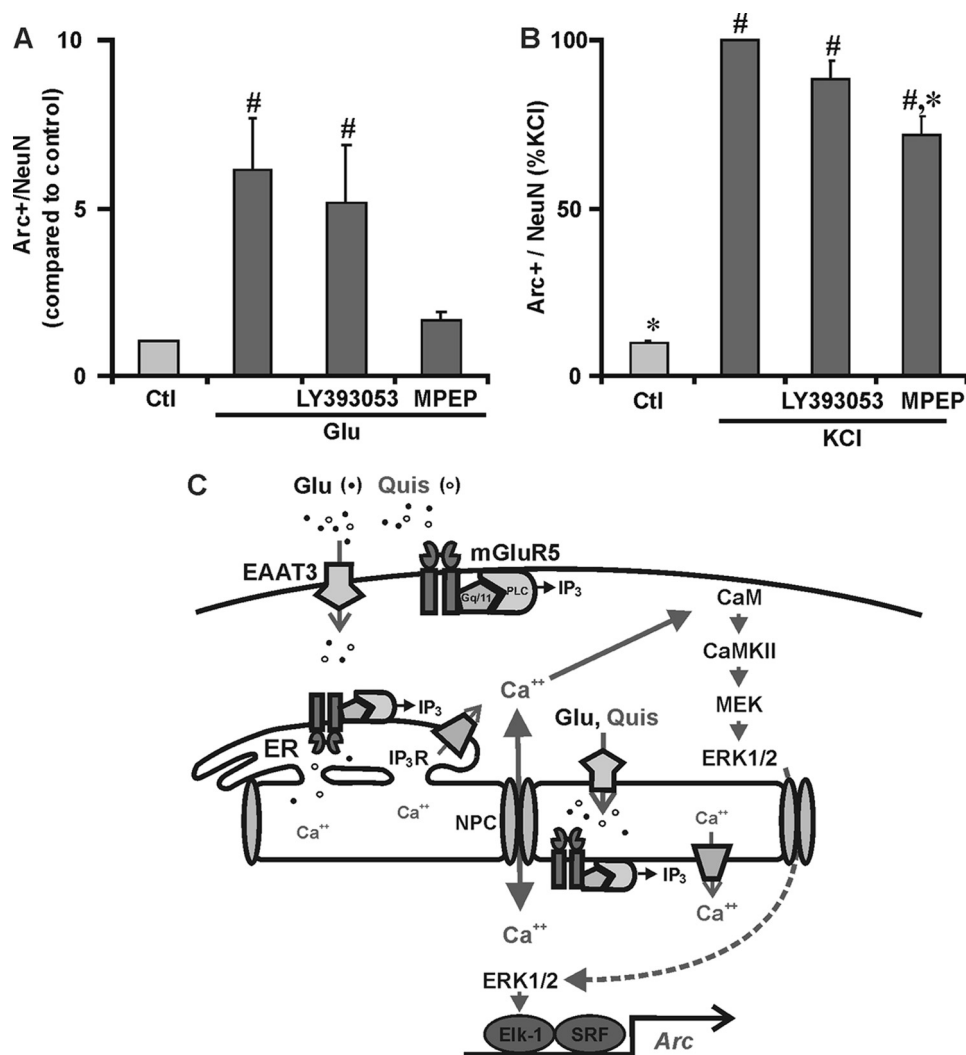 A
Arc+/NeuN
(compared to control)
10
5
0
#
#
Ctl
LY393053
MPEP
Glu
B
Arc+ / NeuN (%KCl)
100
50
0
*
#
#
#,*
Ctl
LY393053
MPEP
KCl
C
Glu (•)
Quis (o)
EAAT3
mGluR5
Gq/11
PLC
IP3
CaM
CaMKII
MEK
ERK1/2
Ca++
Glu, Quis
IP3
ER
IP3R
NPC
Ca++
Ca++
Ca++
IP3
Ca++
Ca++
ERK1/2
Elk-1
SRF
Arc